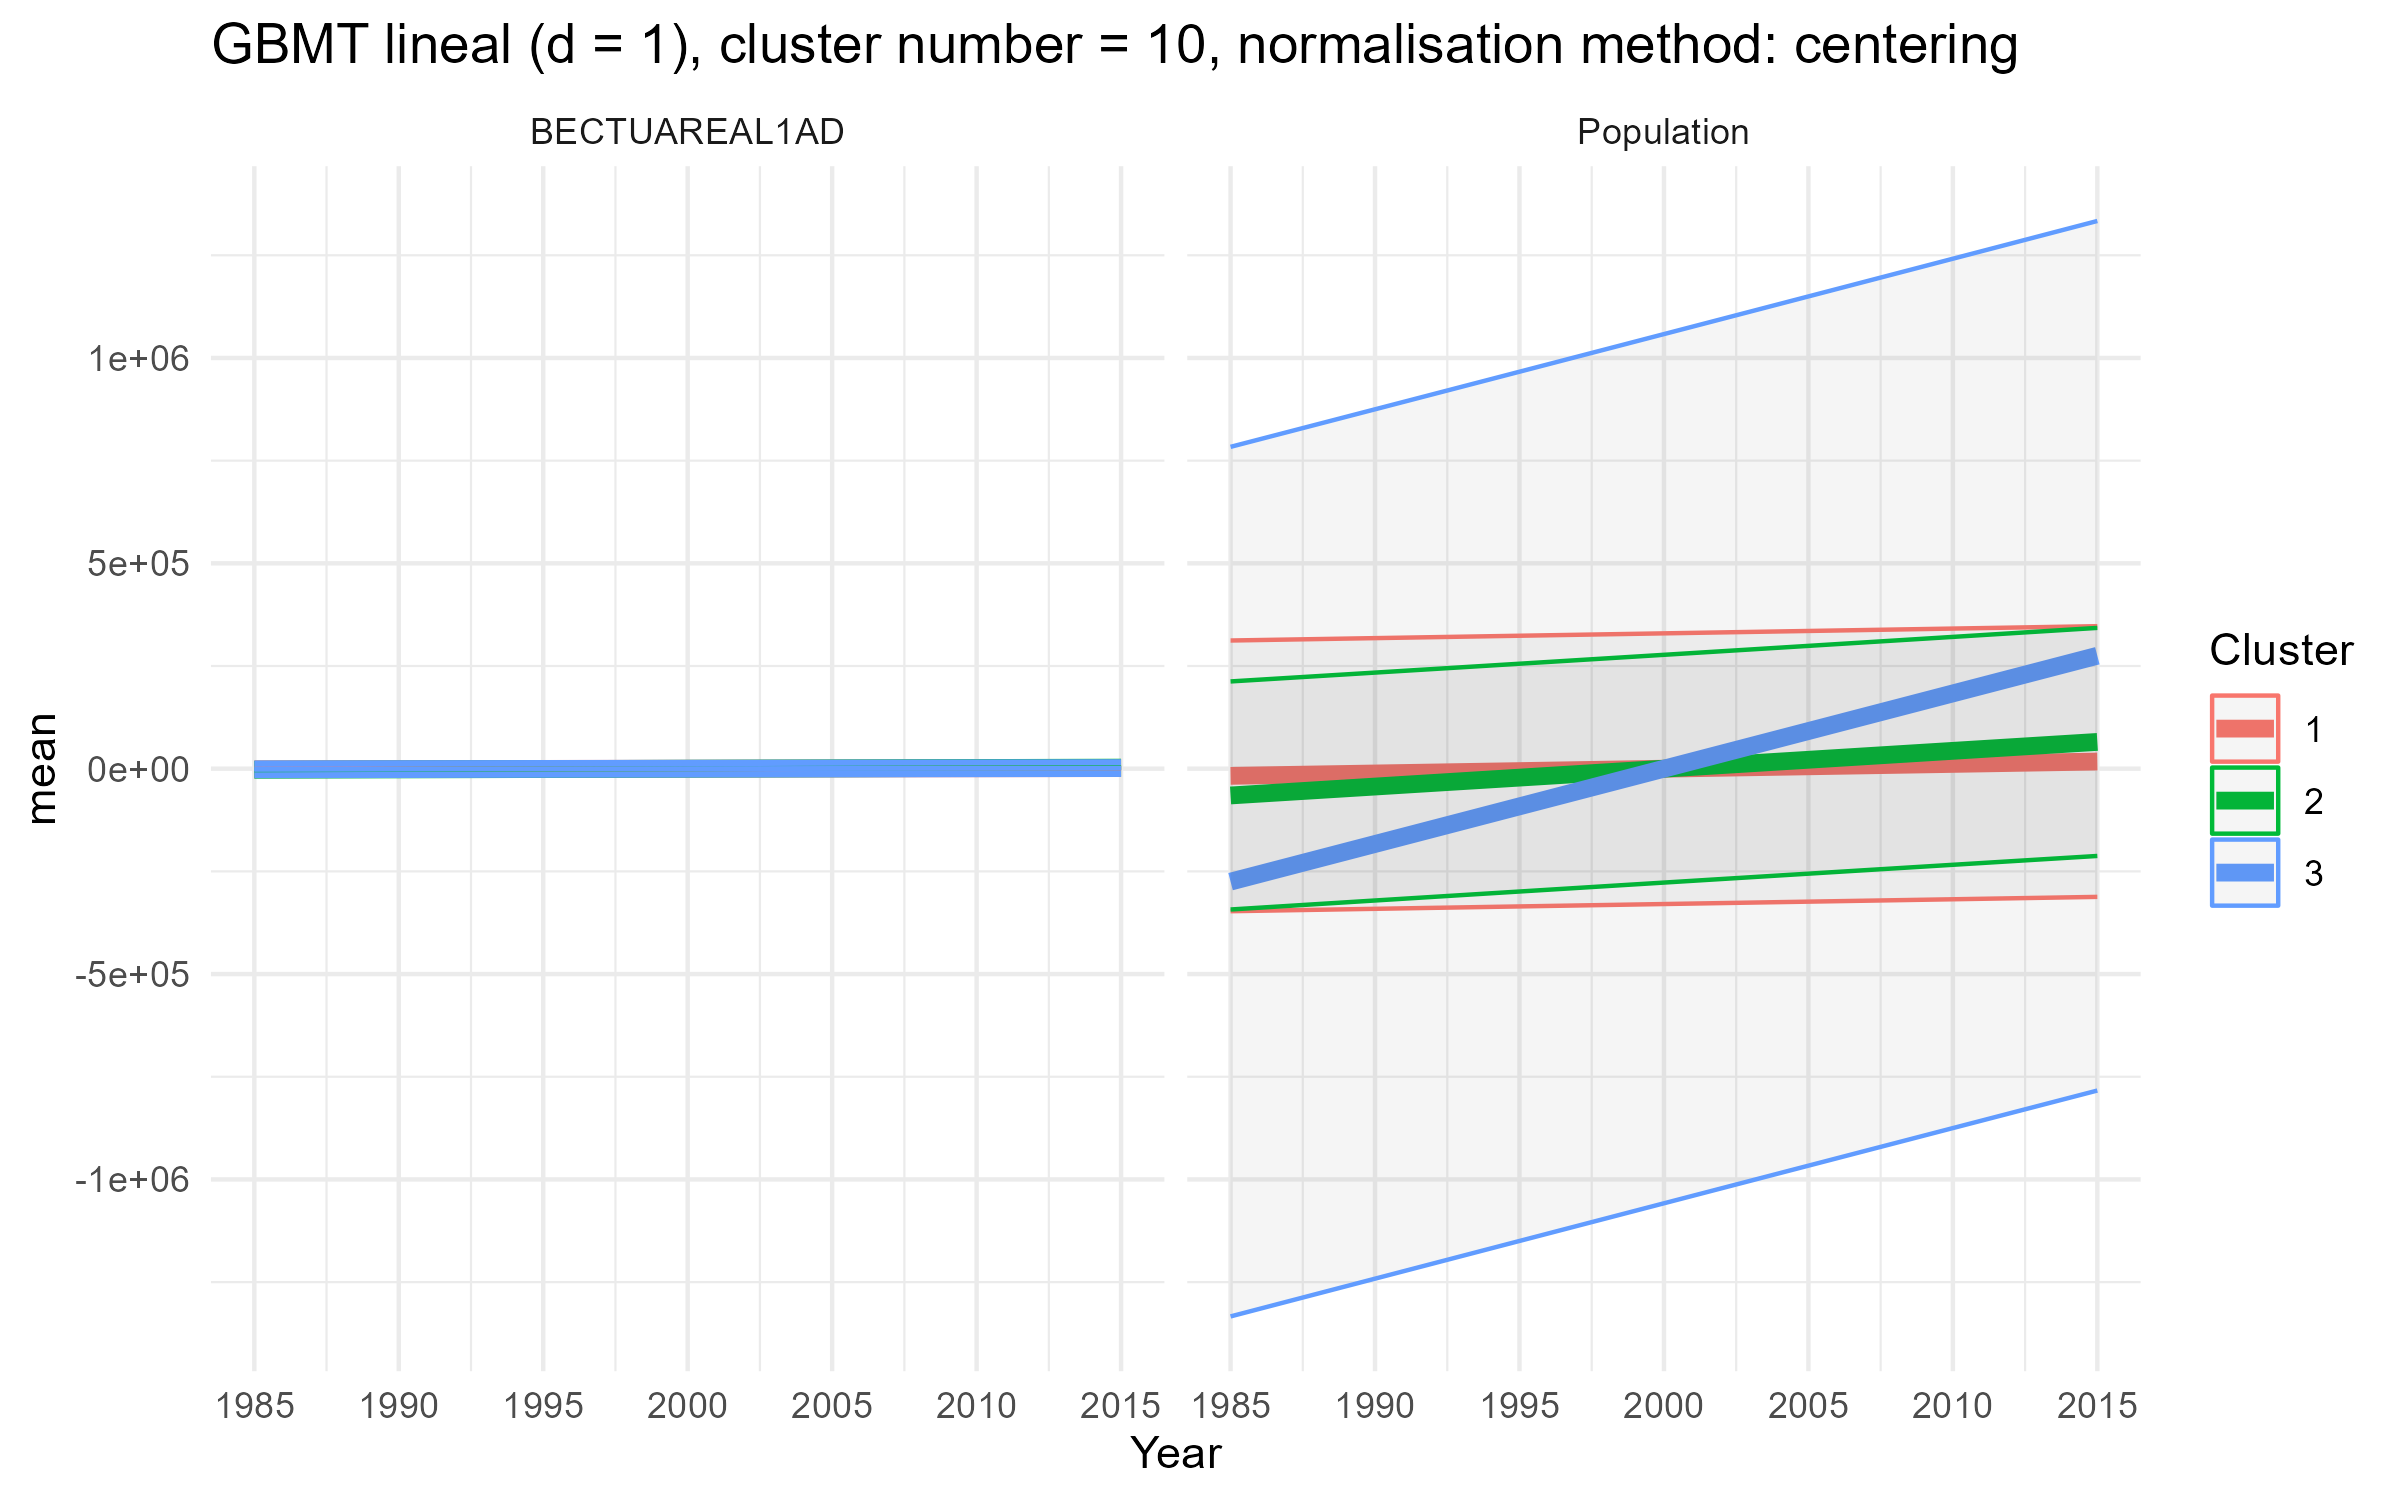 GBMT lineal (d = 1), cluster number = 10, normalisation method: centering
BECTUAREAL1AD
Population
1e+06
5e+05
0e+00
-5e+05
-1e+06
mean
1985 1990 1995 2000 2005 2010 2015
1985 1990 1995 2000 2005 2010 2015
Year
Cluster
1
2
3